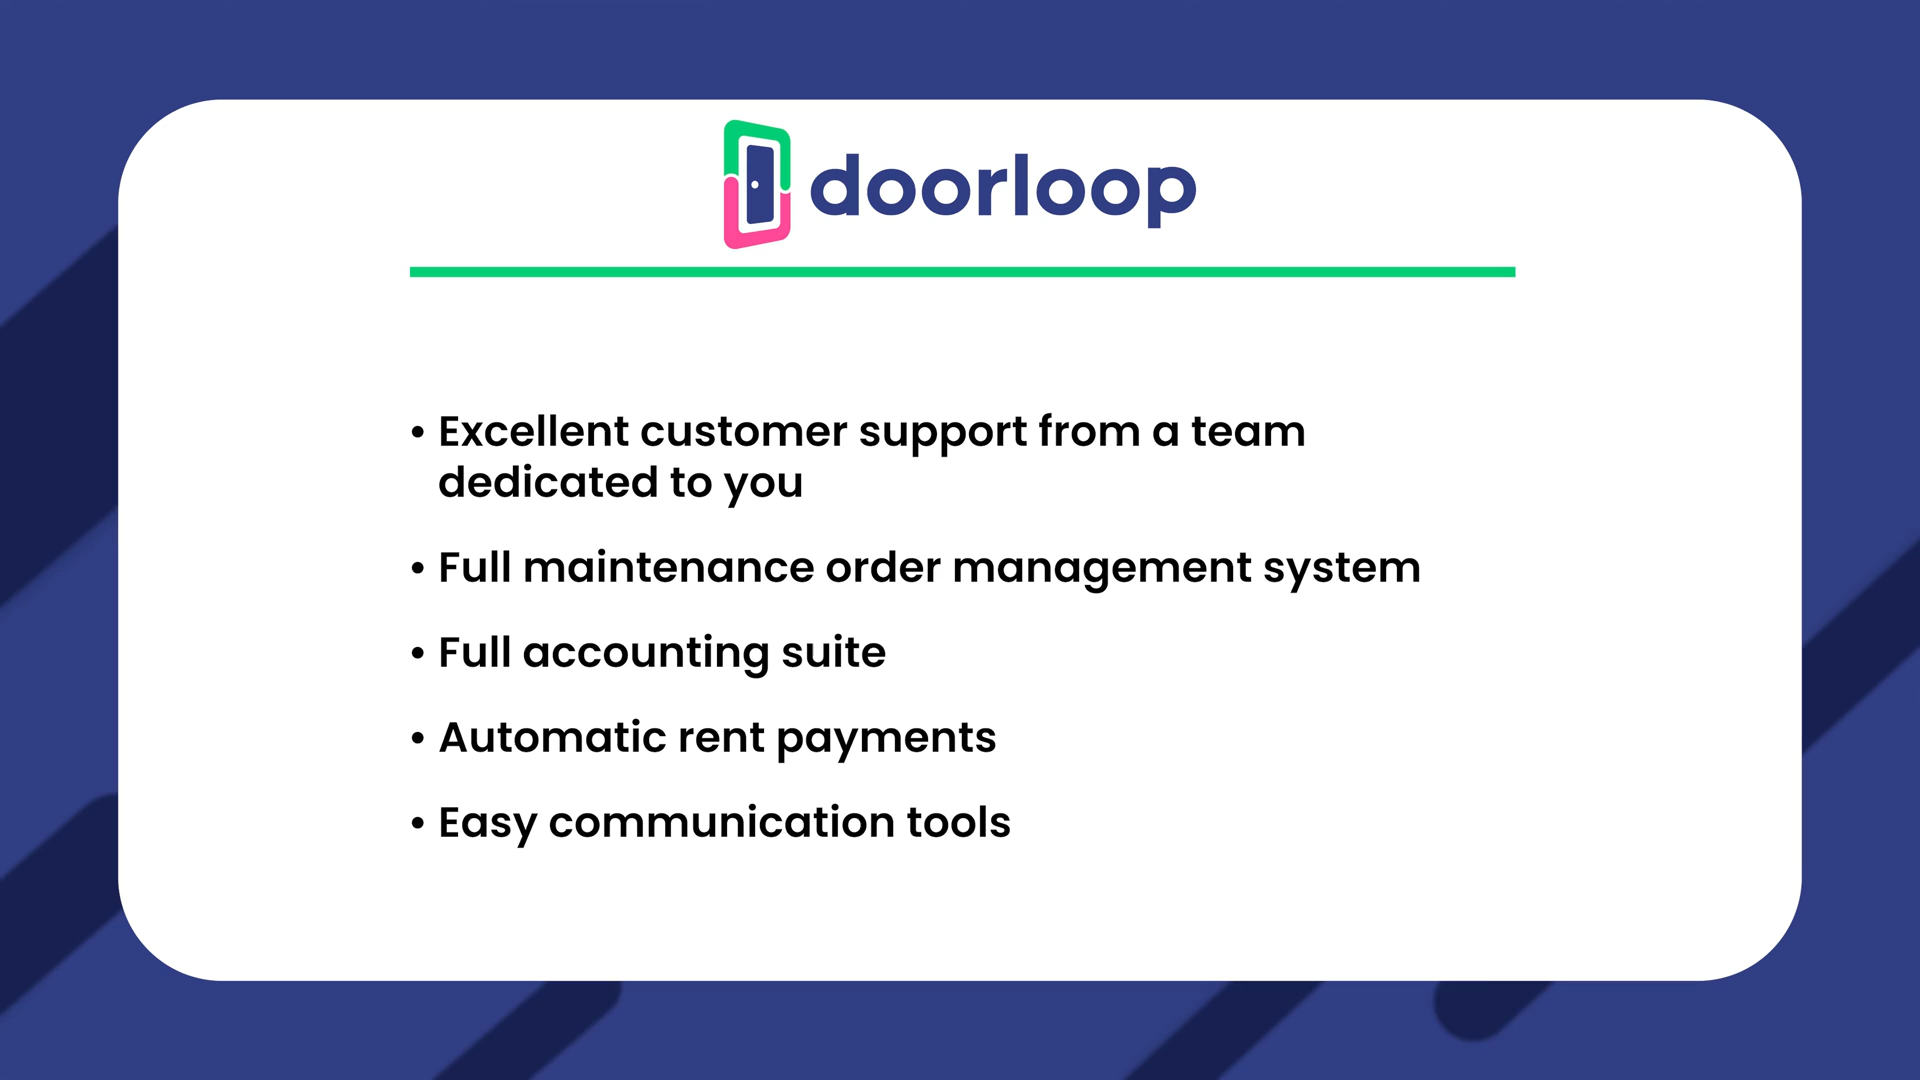 doorloop
• Excellent customer support from a team
dedicated to you
• Full maintenance order management system
• Full accounting suite
• Automatic rent payments
• Easy communication tools